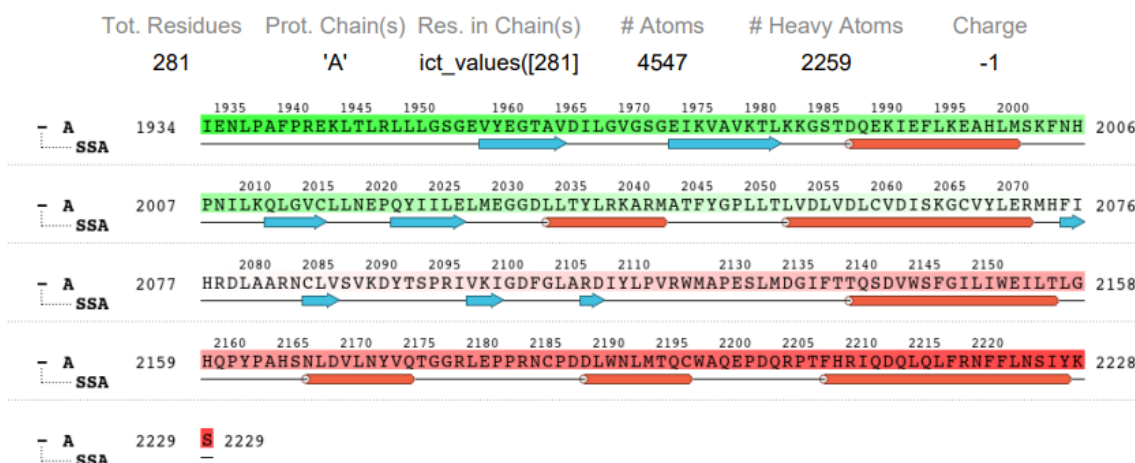 Tot. Residues Prot. Chain(s) Res. in Chain(s) # Atoms # Heavy Atoms Charge
281 'A' ict_values([281] 4547 2259 -1
1935 1940 1945 1950 1960 1965 1970 1975 1980 1985 1990 1995 2000
A 1934 IENLPAFPREKLTLRLLLGSGEVYEGTAVDILGVGSGEIKVAVKTLKKGSTDQEKIEFLKEAHLMSKFNH 2006
SSA
2010 2015 2020 2025 2030 2035 2040 2045 2050 2055 2060 2065 2070
A 2007 PNILKQLGVCLLNEPQYIILELMEGGDLLTYLRKARMATFYGPLLTLVDLVDLCVDISKGCVYLERMHFI 2076
SSA
2080 2085 2090 2095 2100 2105 2110 2130 2135 2140 2145 2150
A 2077 HRDLAARNCLVSVKDYTSPRIVKIGDFGLARDIYLPVRWMAPESLMDGIFTTQSDVWSFGILIWEILTLG 2158
SSA
2160 2165 2170 2175 2180 2185 2190 2195 2200 2205 2210 2215 2220
A 2159 HQPYPAHSNLDVLNYVQTGGRLEPPRNCPDDLWNLMTQCWAQEPDQRPTFHRIQDQLQLFRNFFLNSIYK 2228
SSA
A 2229 S 2229
SSA